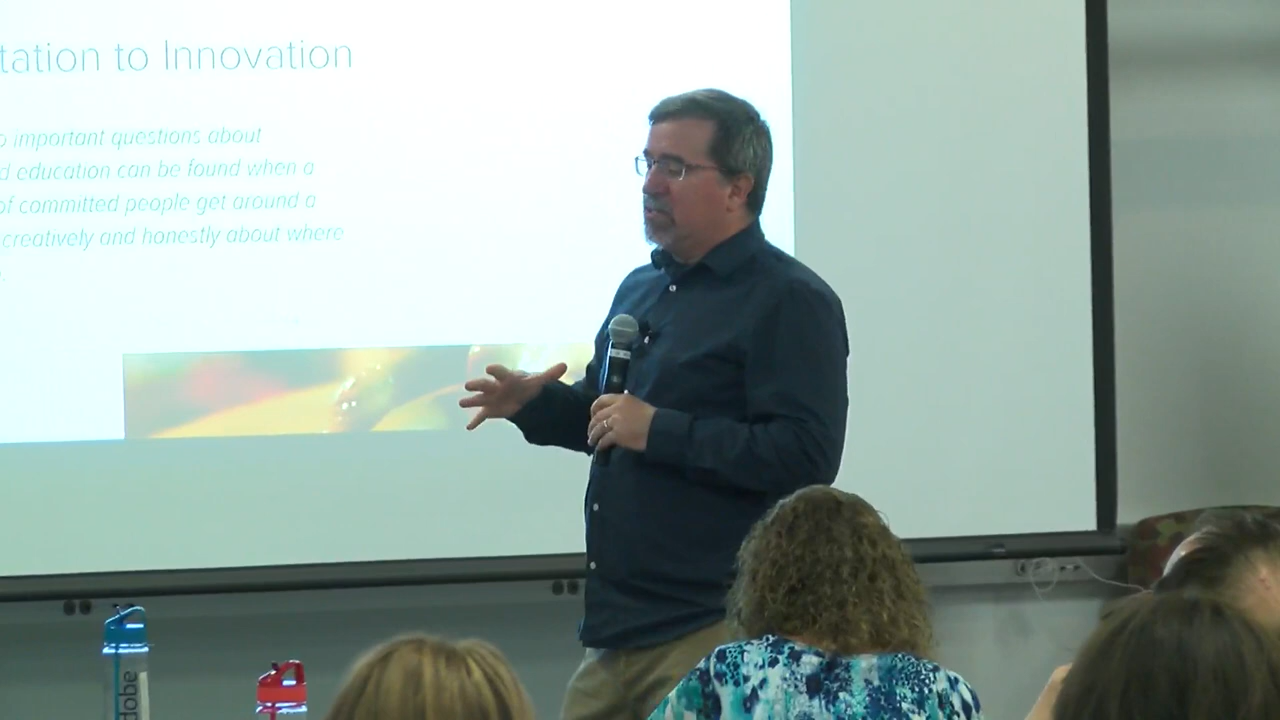 tation to Innovation
o important questions about
d education can be found when a
of committed people get around a
creatively and honestly about where
dobe